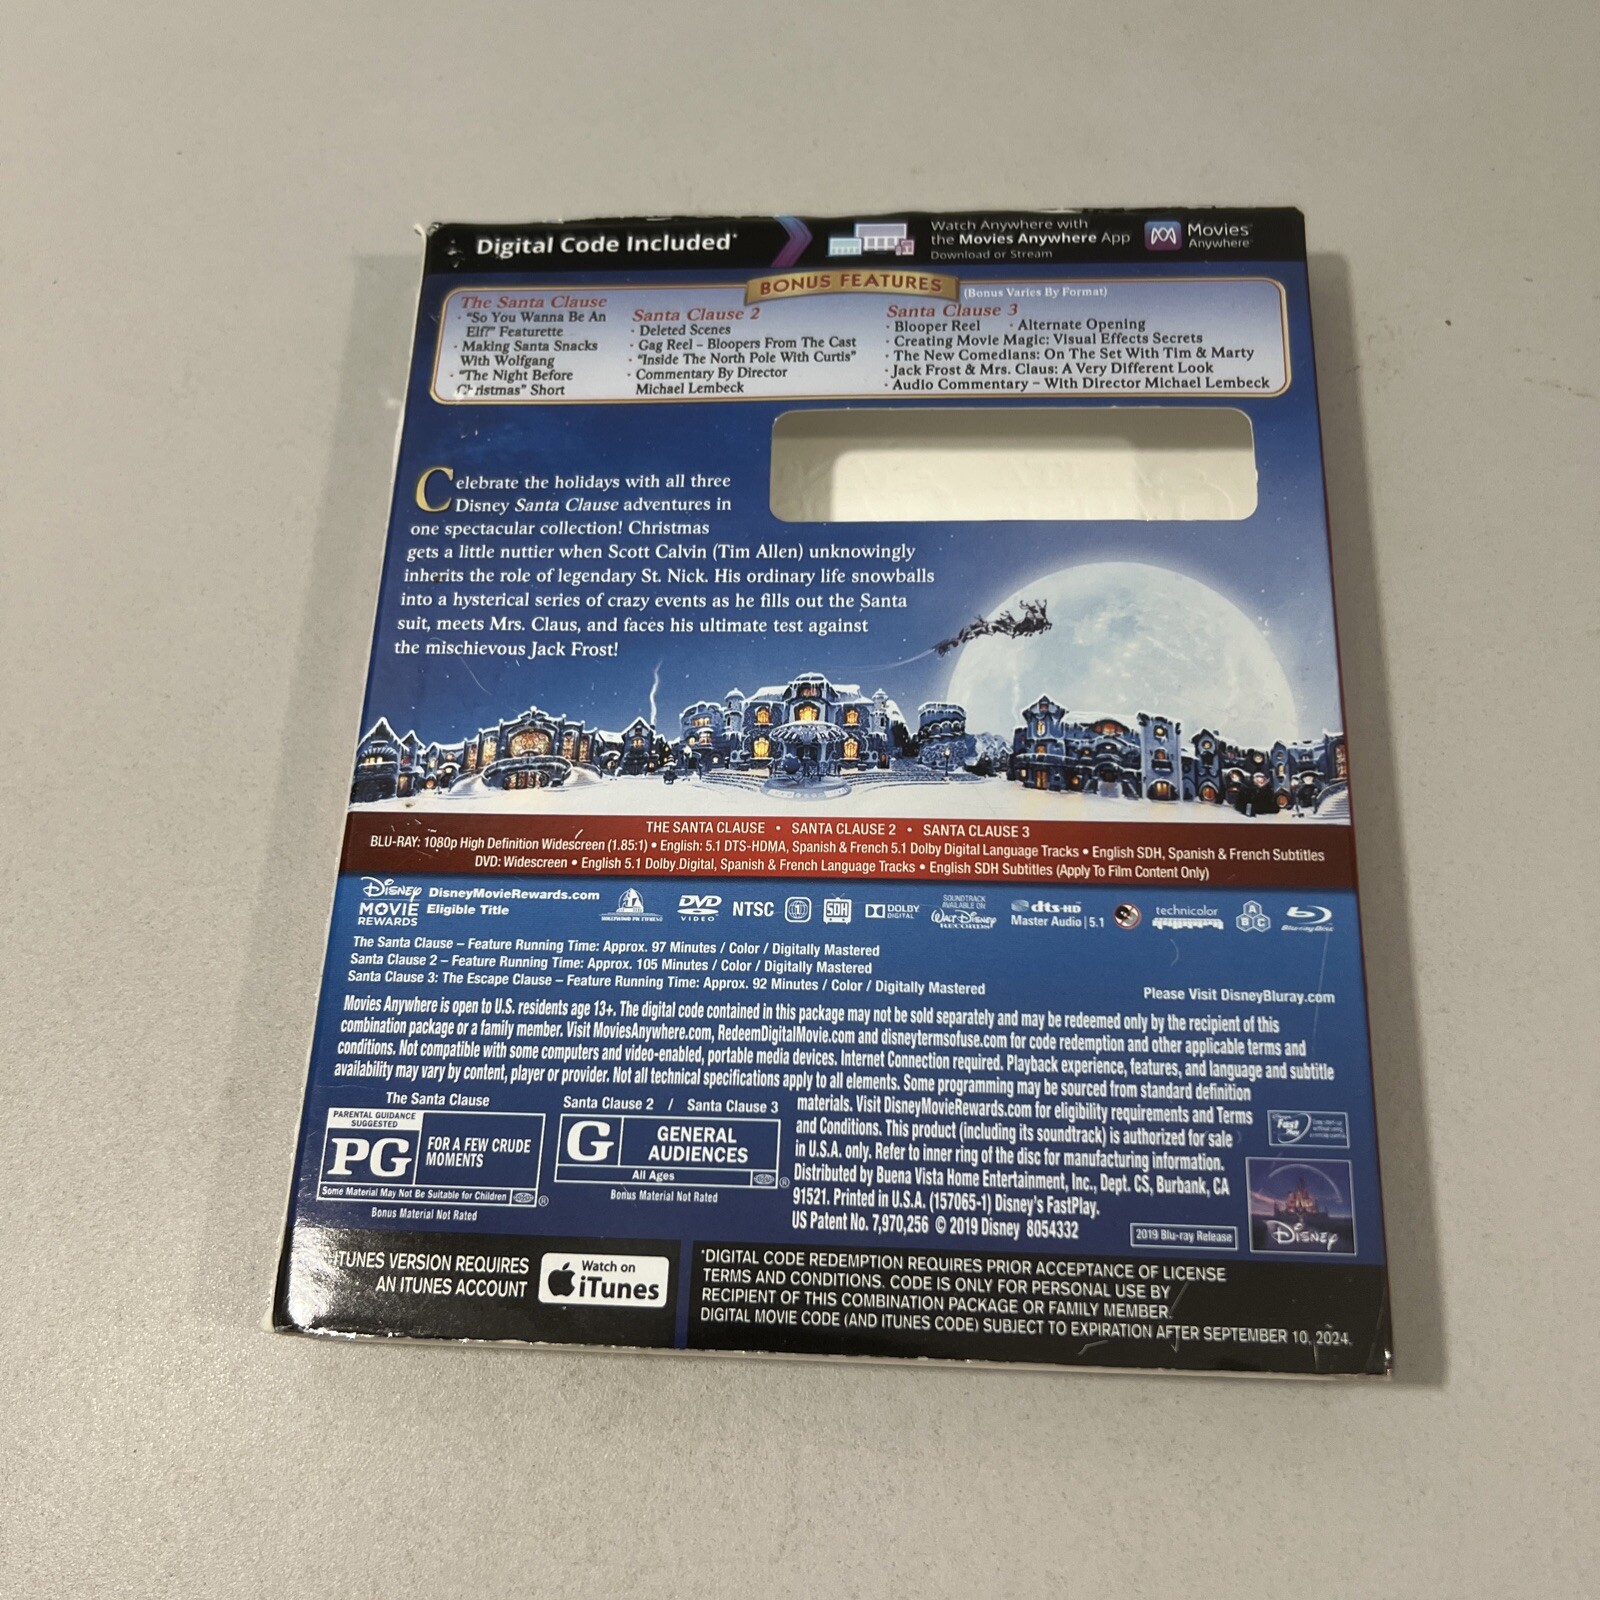 Digital Code Included*
Watch Anywhere with
the Movies Anywhere App
Download or Stream
Movies
Anywhere
BONUS FEATURES
(Bonus Varies By Format)
The Santa Clause
· "So You Wanna Be An
Elf?" Featurette
· Making Santa Snacks
With Wolfgang
· "The Night Before
Christmas" Short
Santa Clause 2
· Deleted Scenes
· Gag Reel – Bloopers From The Cast
· "Inside The North Pole With Curtis"
· Commentary By Director
Michael Lembeck
Santa Clause 3
· Blooper Reel · Alternate Opening
· Creating Movie Magic: Visual Effects Secrets
· The New Comedians: On The Set With Tim & Marty
· Jack Frost & Mrs. Claus: A Very Different Look
· Audio Commentary – With Director Michael Lembeck
Celebrate the holidays with all three
Disney Santa Clause adventures in
one spectacular collection! Christmas
gets a little nuttier when Scott Calvin (Tim Allen) unknowingly
inherits the role of legendary St. Nick. His ordinary life snowballs
into a hysterical series of crazy events as he fills out the Santa
suit, meets Mrs. Claus, and faces his ultimate test against
the mischievous Jack Frost!
THE SANTA CLAUSE • SANTA CLAUSE 2 • SANTA CLAUSE 3
BLU-RAY: 1080p High Definition Widescreen (1.85:1) • English: 5.1 DTS-HDMA, Spanish & French 5.1 Dolby Digital Language Tracks • English SDH, Spanish & French Subtitles
DVD: Widescreen • English 5.1 Dolby Digital, Spanish & French Language Tracks • English SDH Subtitles (Apply To Film Content Only)
Disney
MOVIE
REWARDS
DisneyMovieRewards.com
Eligible Title
HOLLYWOOD PICTURES
DVD
VIDEO
NTSC
SDH
DOLBY
DIGITAL
SOUNDTRACK
AVAILABLE ON
WALT DISNEY
RECORDS
dts-HD
Master Audio | 5.1
technicolor
A
B C
Blu-ray Disc
The Santa Clause – Feature Running Time: Approx. 97 Minutes / Color / Digitally Mastered
Santa Clause 2 – Feature Running Time: Approx. 105 Minutes / Color / Digitally Mastered
Santa Clause 3: The Escape Clause – Feature Running Time: Approx. 92 Minutes / Color / Digitally Mastered
Please Visit DisneyBluray.com
Movies Anywhere is open to U.S. residents age 13+. The digital code contained in this package may not be sold separately and may be redeemed only by the recipient of this
combination package or a family member. Visit MoviesAnywhere.com, RedeemDigitalMovie.com and disneytermsofuse.com for code redemption and other applicable terms and
conditions. Not compatible with some computers and video-enabled, portable media devices. Internet Connection required. Playback experience, features, and language and subtitle
availability may vary by content, player or provider. Not all technical specifications apply to all elements. Some programming may be sourced from standard definition
materials. Visit DisneyMovieRewards.com for eligibility requirements and Terms
and Conditions. This product (including its soundtrack) is authorized for sale
in U.S.A. only. Refer to inner ring of the disc for manufacturing information.
Distributed by Buena Vista Home Entertainment, Inc., Dept. CS, Burbank, CA
91521. Printed in U.S.A. (157065-1) Disney's FastPlay.
US Patent No. 7,970,256 © 2019 Disney 8054332
The Santa Clause
PARENTAL GUIDANCE
SUGGESTED
PG
FOR A FEW CRUDE
MOMENTS
Some Material May Not Be Suitable for Children
®
Bonus Material Not Rated
Santa Clause 2 / Santa Clause 3
G
GENERAL
AUDIENCES
All Ages
®
Bonus Material Not Rated
Fast
Play
2019 Blu-ray Release
Disney
ITUNES VERSION REQUIRES
AN ITUNES ACCOUNT
Watch on
iTunes
*DIGITAL CODE REDEMPTION REQUIRES PRIOR ACCEPTANCE OF LICENSE
TERMS AND CONDITIONS. CODE IS ONLY FOR PERSONAL USE BY
RECIPIENT OF THIS COMBINATION PACKAGE OR FAMILY MEMBER.
DIGITAL MOVIE CODE (AND ITUNES CODE) SUBJECT TO EXPIRATION AFTER SEPTEMBER 10, 2024.